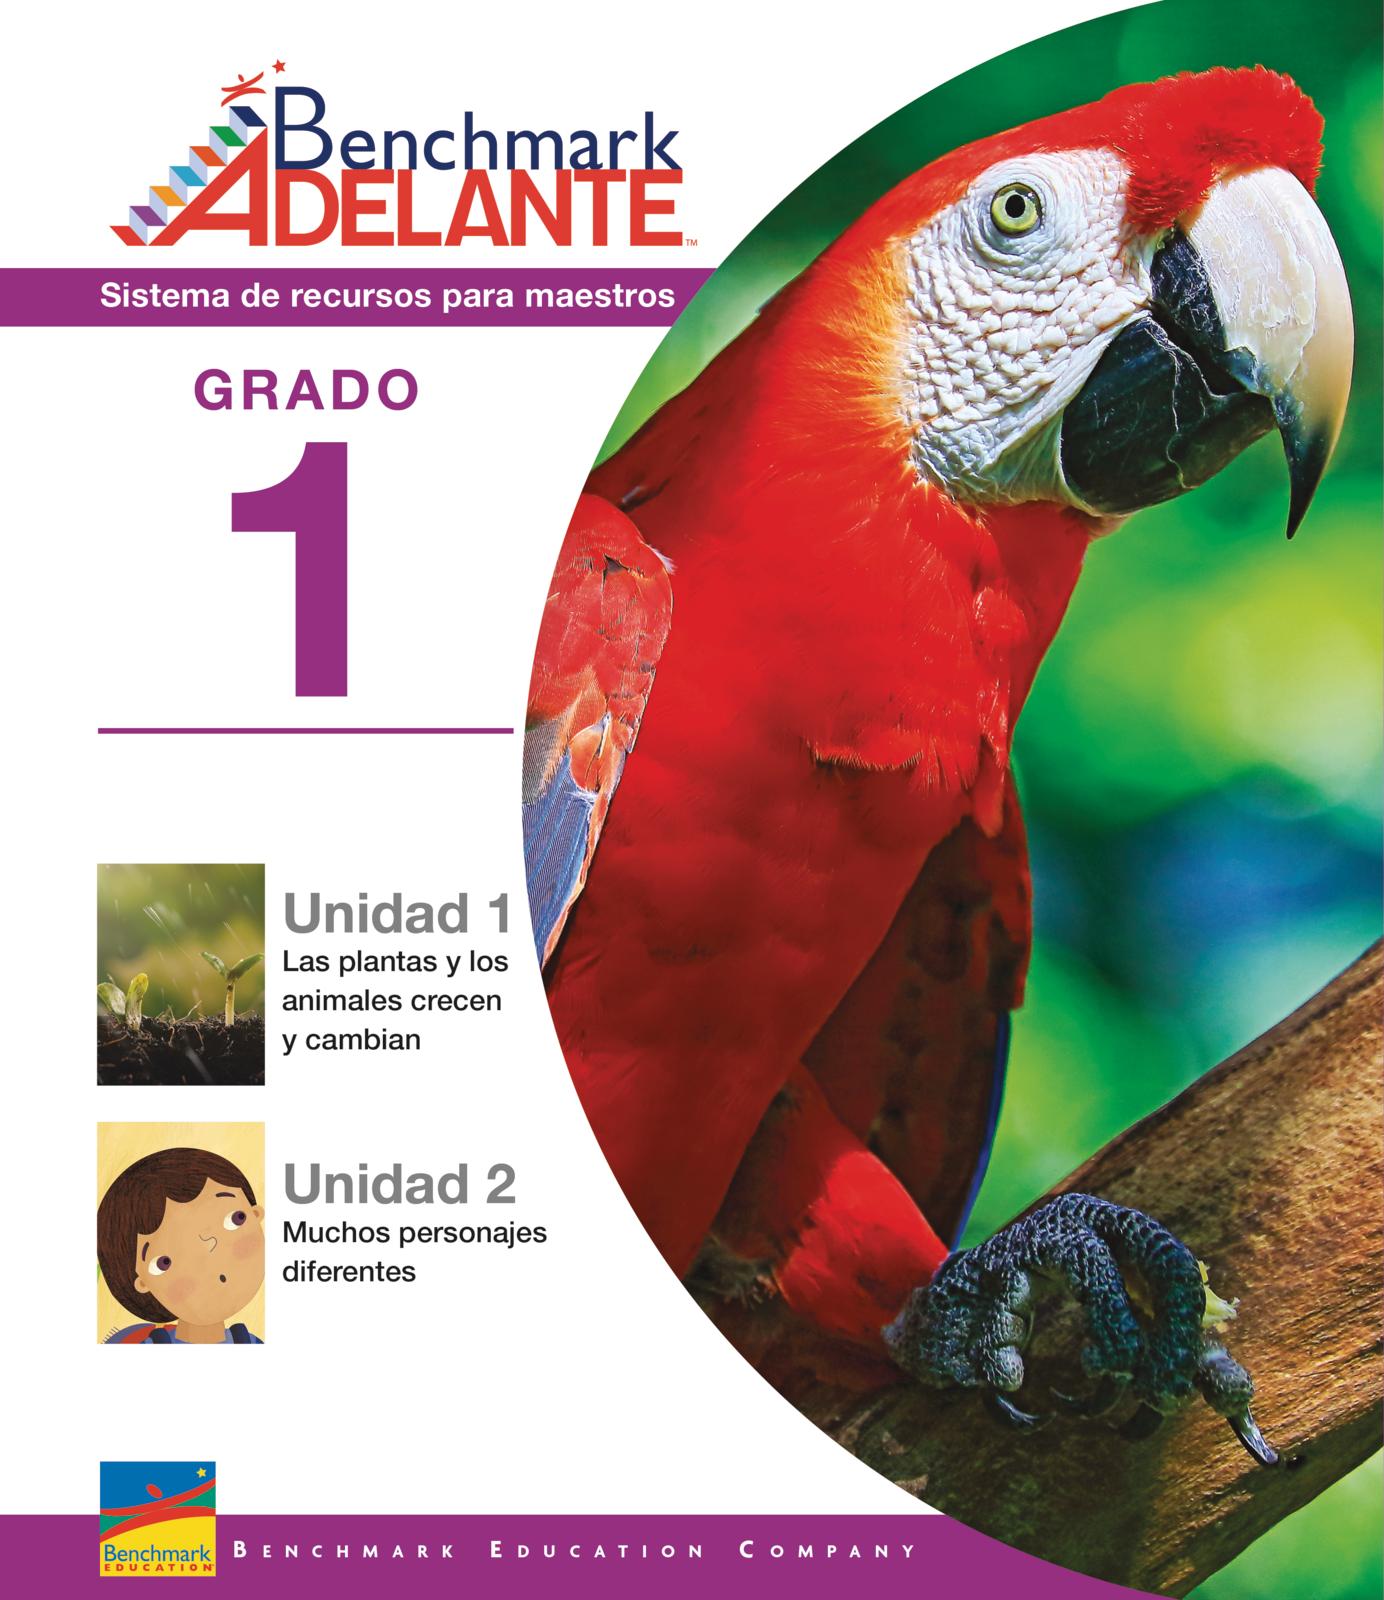 Benchmark
ADELANTE™
Sistema de recursos para maestros
GRADO
1
Unidad 1
Las plantas y los
animales crecen
y cambian
Unidad 2
Muchos personajes
diferentes
Benchmark
EDUCATION
BENCHMARK EDUCATION COMPANY